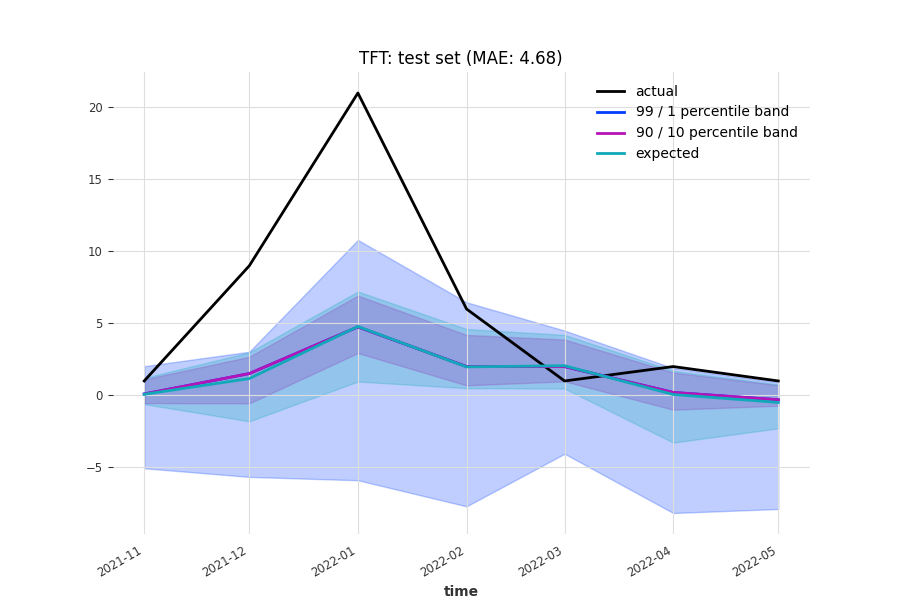 TFT: test set (MAE: 4.68)
actual
99 / 1 percentile band
90 / 10 percentile band
expected
20
15
10
5
0
−5
2021-11
2021-12
2022-01
2022-02
2022-03
2022-04
2022-05
time